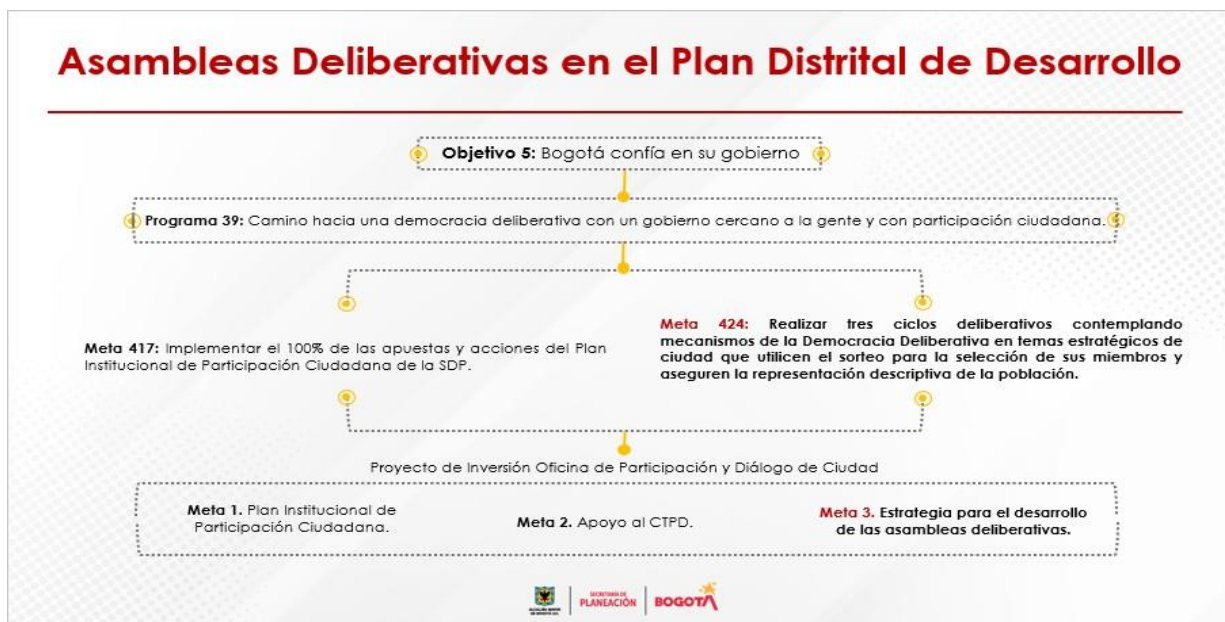 Asambleas Deliberativas en el Plan Distrital de Desarrollo
Objetivo 5: Bogotá confía en su gobierno
Programa 39: Camino hacia una democracia deliberativa con un gobierno cercano a la gente y con participación ciudadana.
Meta 417: Implementar el 100% de las apuestas y acciones del Plan
Institucional de Participación Ciudadana de la SDP.
Meta 424: Realizar tres ciclos deliberativos contemplando
mecanismos de la Democracia Deliberativa en temas estratégicos de
ciudad que utilicen el sorteo para la selección de sus miembros y
aseguren la representación descriptiva de la población.
Proyecto de Inversión Oficina de Participación y Diálogo de Ciudad
Meta 1. Plan Institucional de
Participación Ciudadana.
Meta 2. Apoyo al CTPD.
Meta 3. Estrategia para el desarrollo
de las asambleas deliberativas.
SECRETARÍA DE
PLANEACIÓN
BOGOTÁ